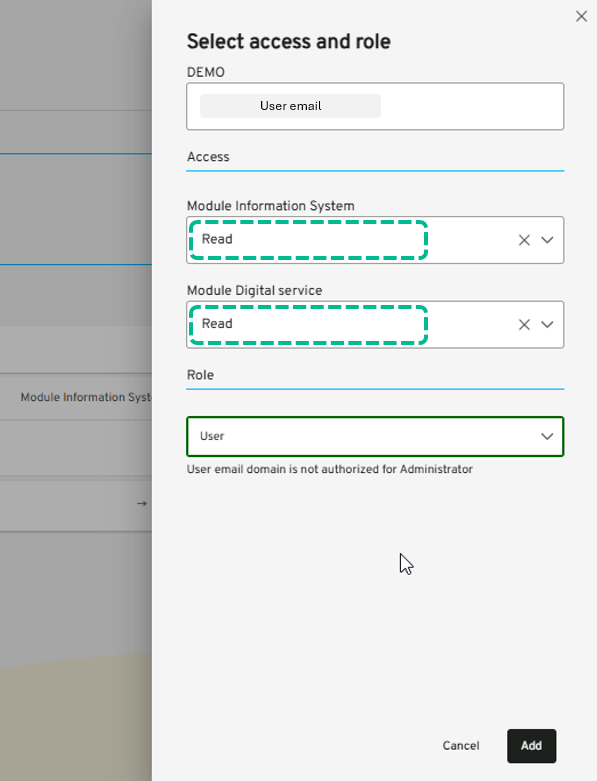 Select access and role
DEMO
User email
Access
Module Information System
Read
Module Digital service
Read
Role
Module Information Syst
User
User email domain is not authorized for Administrator
Cancel
Add